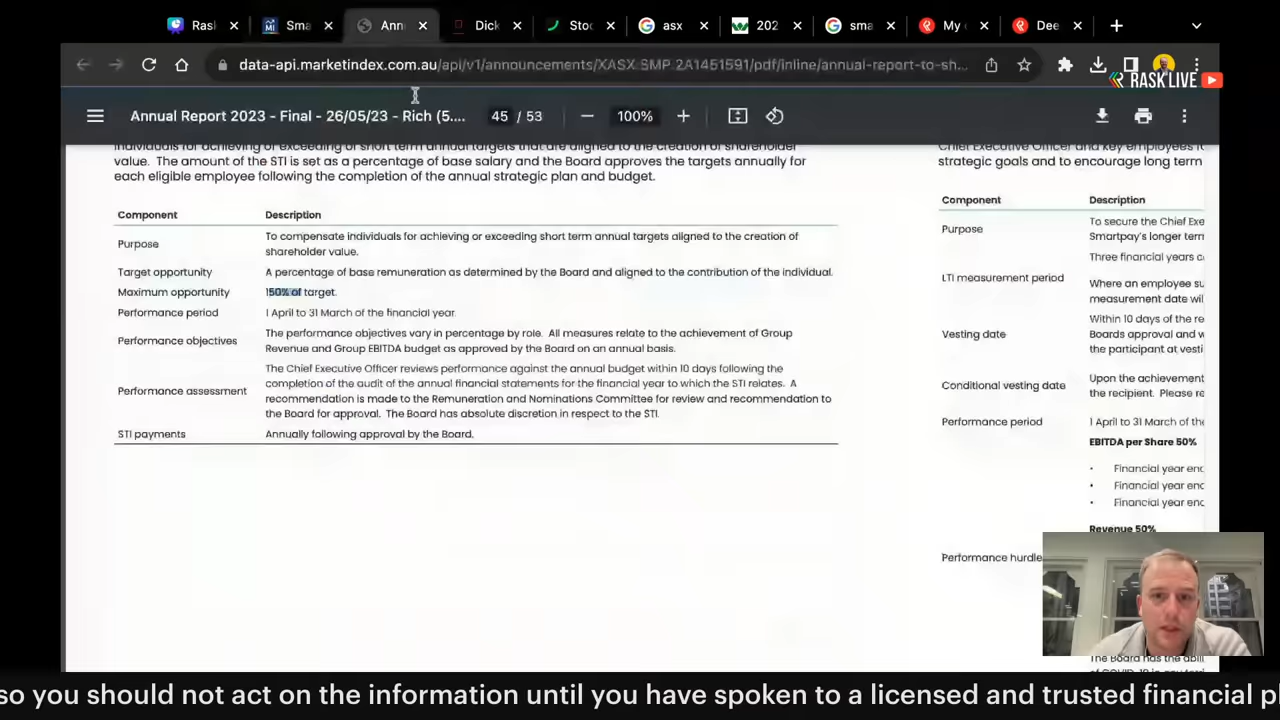 Rask
Sma
Ann
Dick
Stoc
asx
202
sma
My
Dee
data-api.marketindex.com.au/api/v1/announcements/XASX:SMP:2A1451591/pdf/inline/annual-report-to-sh...
RASK LIVE
Annual Report 2023 - Final - 26/05/23 - Rich (5....
45 / 53
100%
individuals for achieving or exceeding of short term annual targets that are aligned to the creation of shareholder
value. The amount of the STI is set as a percentage of base salary and the Board approves the targets annually for
each eligible employee following the completion of the annual strategic plan and budget.
Component Description
Purpose To compensate individuals for achieving or exceeding short term annual targets aligned to the creation of
shareholder value.
Target opportunity A percentage of base remuneration as determined by the Board and aligned to the contribution of the individual.
Maximum opportunity 150% of target.
Performance period 1 April to 31 March of the financial year.
Performance objectives The performance objectives vary in percentage by role. All measures relate to the achievement of Group
Revenue and Group EBITDA budget as approved by the Board on an annual basis.
Performance assessment The Chief Executive Officer reviews performance against the annual budget within 10 days following the
completion of the audit of the annual financial statements for the financial year to which the STI relates. A
recommendation is made to the Remuneration and Nominations Committee for review and recommendation to
the Board for approval. The Board has absolute discretion in respect to the STI.
STI payments Annually following approval by the Board.
Chief Executive Officer and key employees
strategic goals and to encourage long term
Component Description
Purpose To secure the Chief Exe
Smartpay's longer tern
LTI measurement period Three financial years c
Where an employee su
measurement date wil
Vesting date Within 10 days of the re
Boards approval and w
the participant at vesti
Conditional vesting date Upon the achievement
the recipient. Please re
Performance period 1 April to 31 March of the
EBITDA per Share 50%
• Financial year enc
• Financial year enc
• Financial year enc
Revenue 50%
Performance hurdle
The Board has the abil
so you should not act on the information until you have spoken to a licensed and trusted financial pl